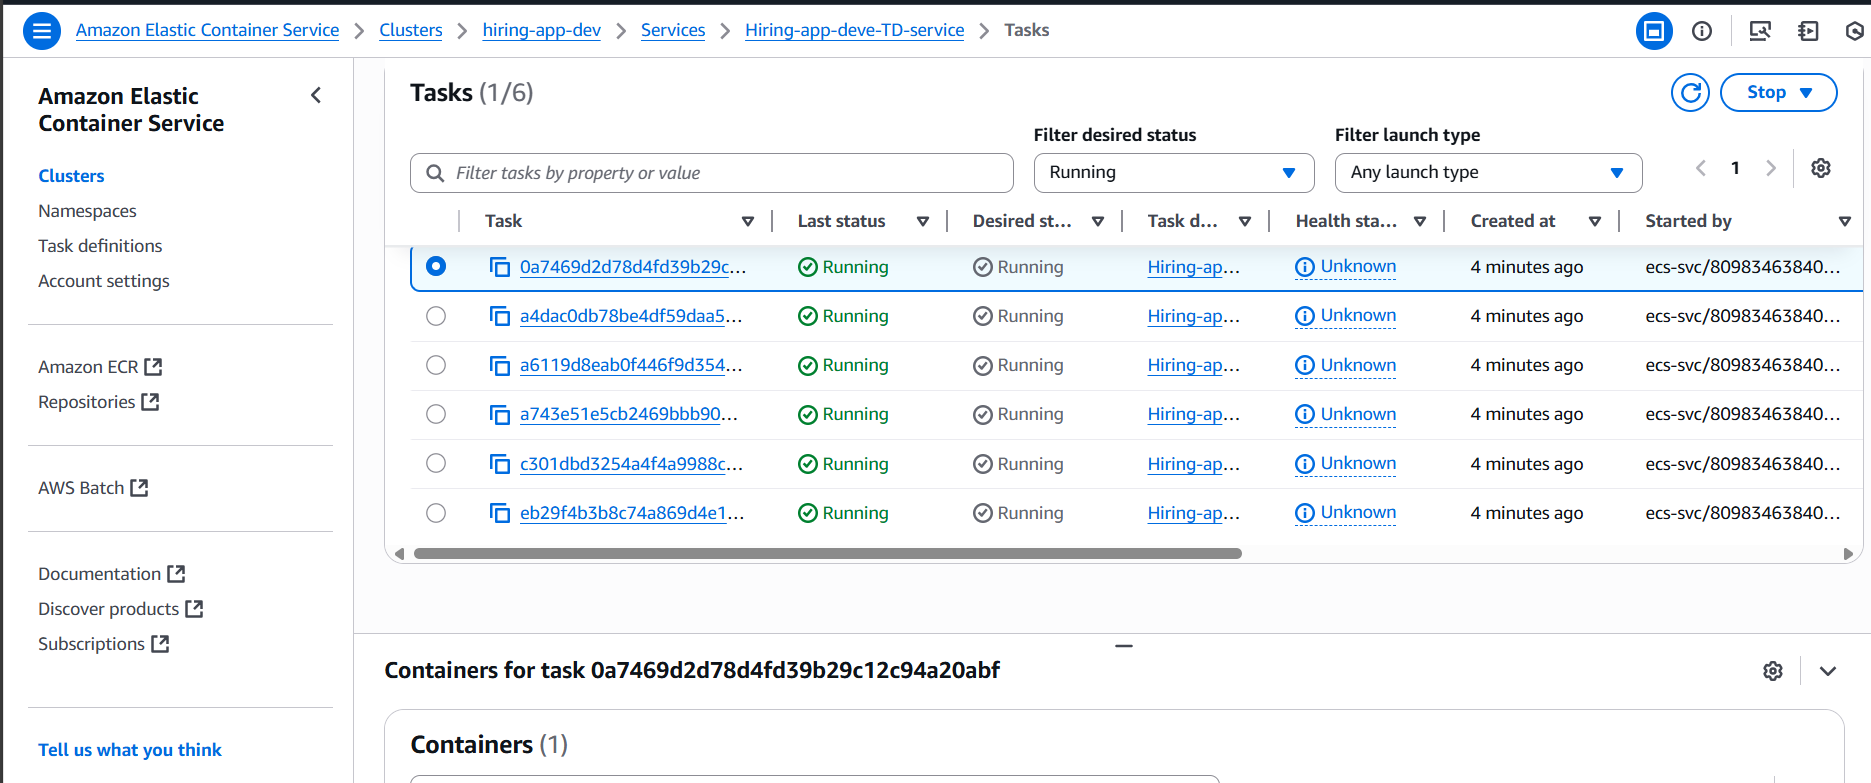 Amazon Elastic Container Service > Clusters > hiring-app-dev > Services > Hiring-app-deve-TD-service > Tasks
Amazon Elastic
Container Service
Clusters
Namespaces
Task definitions
Account settings
Amazon ECR
Repositories
AWS Batch
Documentation
Discover products
Subscriptions
Tell us what you think
Tasks (1/6)
Stop
Filter desired status
Filter launch type
Filter tasks by property or value
Running
Any launch type
1
Task Last status Desired st... Task d... Health sta... Created at Started by
0a7469d2d78d4fd39b29c... Running Running Hiring-ap... Unknown 4 minutes ago ecs-svc/80983463840...
a4dac0db78be4df59daa5... Running Running Hiring-ap... Unknown 4 minutes ago ecs-svc/80983463840...
a6119d8eab0f446f9d354... Running Running Hiring-ap... Unknown 4 minutes ago ecs-svc/80983463840...
a743e51e5cb2469bbb90... Running Running Hiring-ap... Unknown 4 minutes ago ecs-svc/80983463840...
c301dbd3254a4f4a9988c... Running Running Hiring-ap... Unknown 4 minutes ago ecs-svc/80983463840...
eb29f4b3b8c74a869d4e1... Running Running Hiring-ap... Unknown 4 minutes ago ecs-svc/80983463840...
Containers for task 0a7469d2d78d4fd39b29c12c94a20abf
Containers (1)